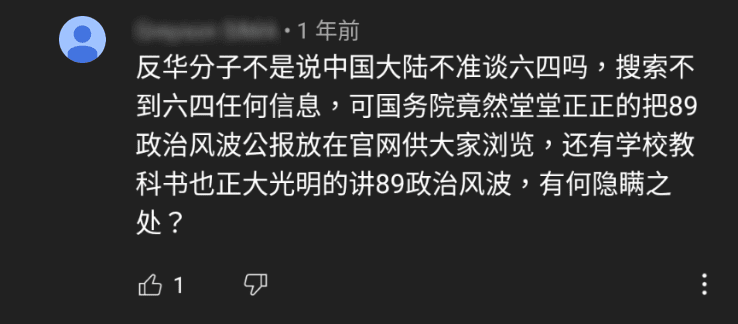 • 1 年前
反华分子不是说中国大陆不准谈六四吗，搜索不
到六四任何信息，可国务院竟然堂堂正正的把89
政治风波公报放在官网供大家浏览，还有学校教
科书也正大光明的讲89政治风波，有何隐瞒之
处？
1